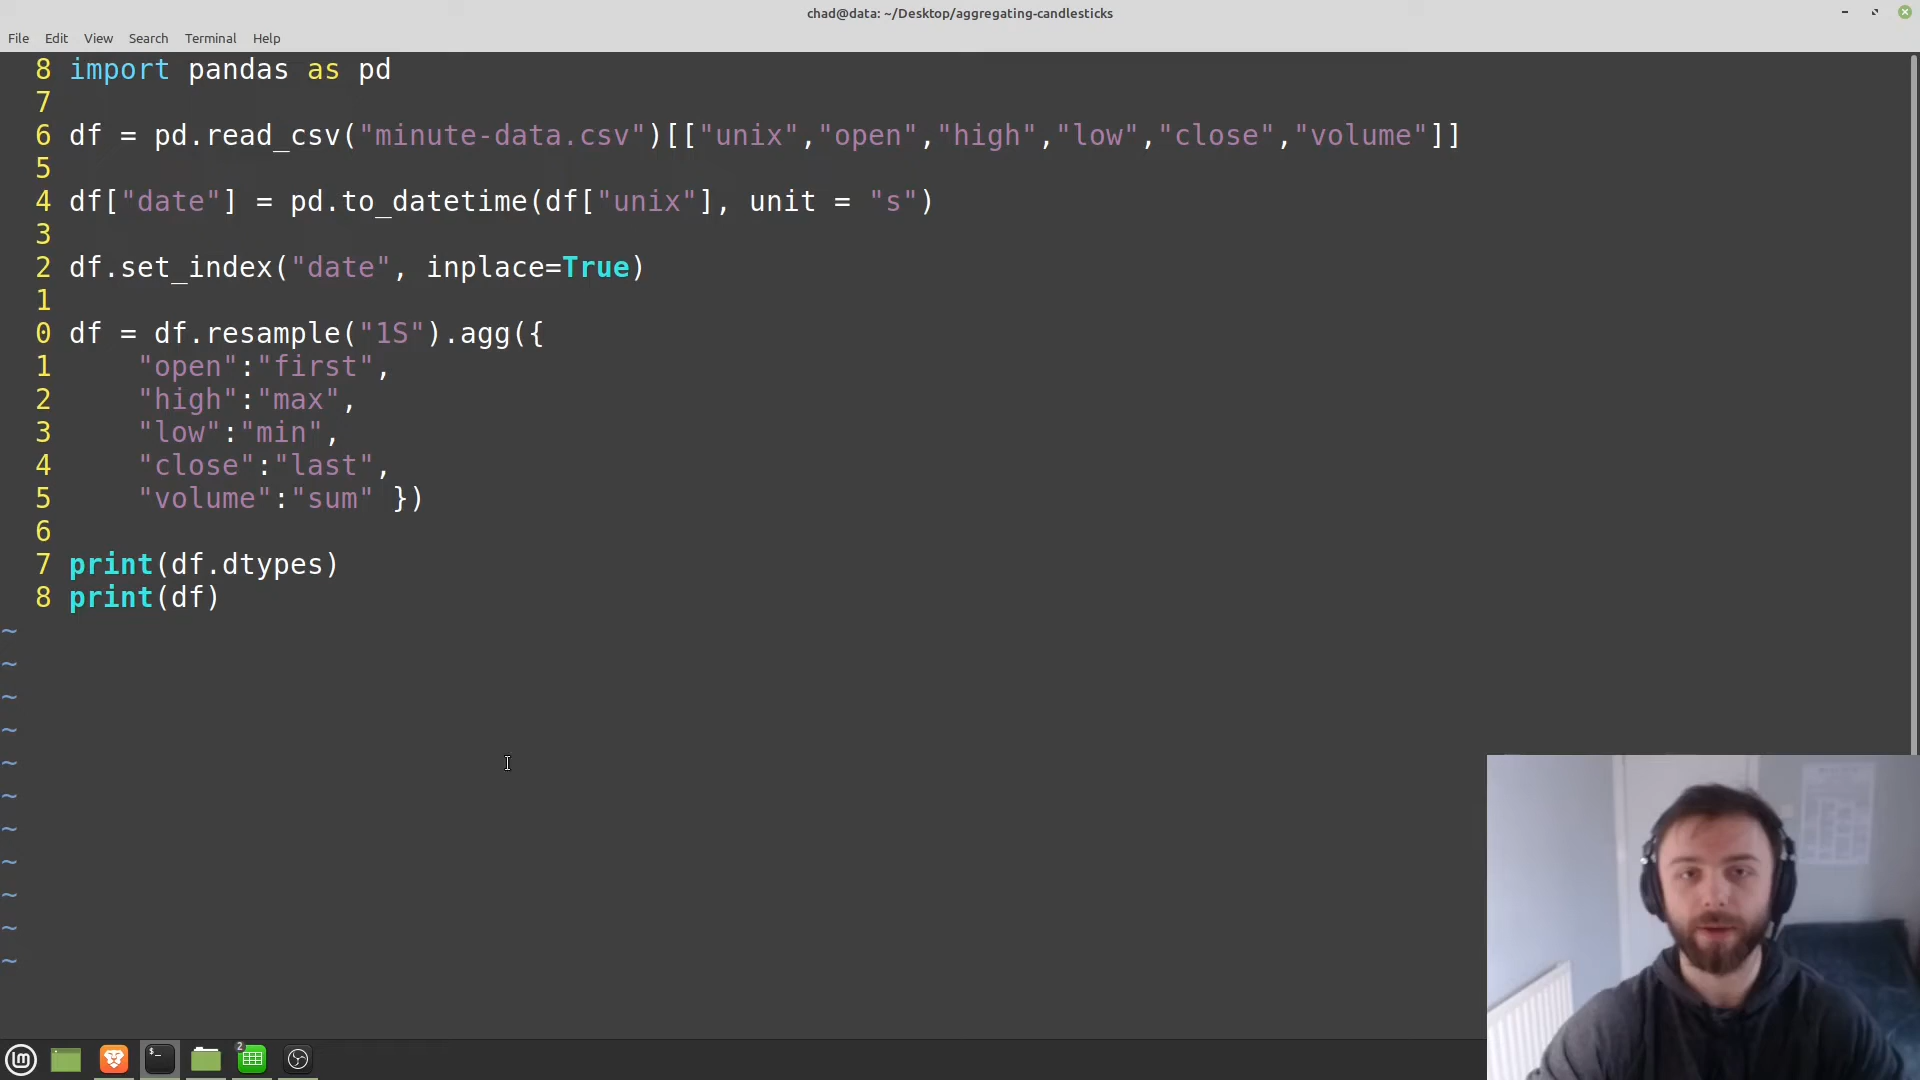 chad@data: ~/Desktop/aggregating-candlesticks
File Edit View Search Terminal Help
8 import pandas as pd
7
6 df = pd.read_csv("minute-data.csv")[["unix","open","high","low","close","volume"]]
5
4 df["date"] = pd.to_datetime(df["unix"], unit = "s")
3
2 df.set_index("date", inplace=True)
1
0 df = df.resample("1S").agg({
1     "open":"first",
2     "high":"max",
3     "low":"min",
4     "close":"last",
5     "volume":"sum" })
6
7 print(df.dtypes)
8 print(df)
~
~
~
~
~
~
~
~
~
~
~
lm $_ 2